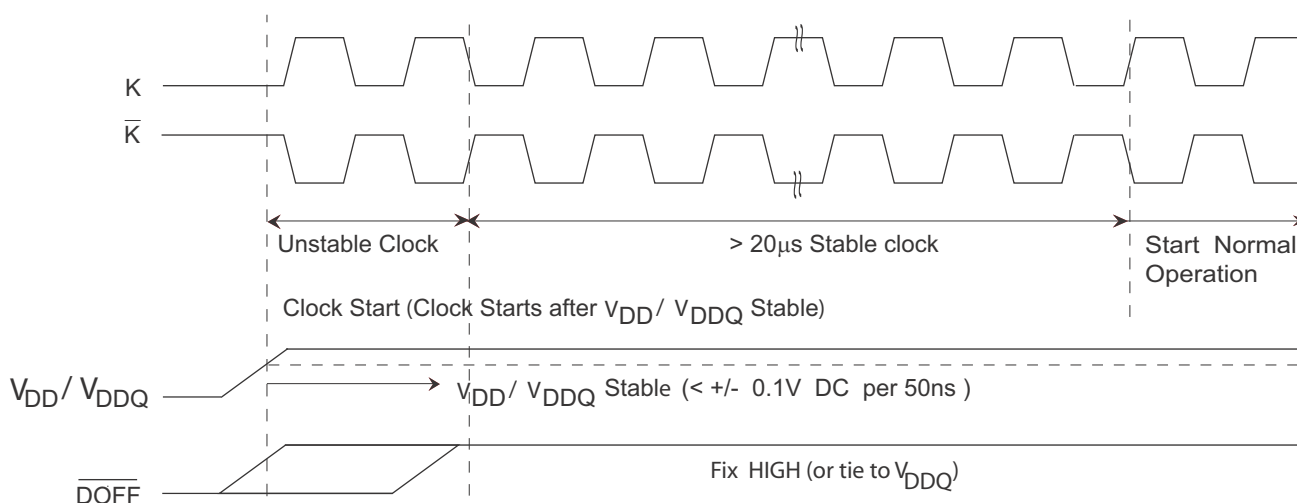 K
K̅
Unstable Clock
> 20μs Stable clock
Start Normal
Operation
Clock Start (Clock Starts after VDD/ VDDQ Stable)
VDD/ VDDQ
VDD/ VDDQ Stable (< +/- 0.1V DC per 50ns )
DOFF
Fix HIGH (or tie to VDDQ)